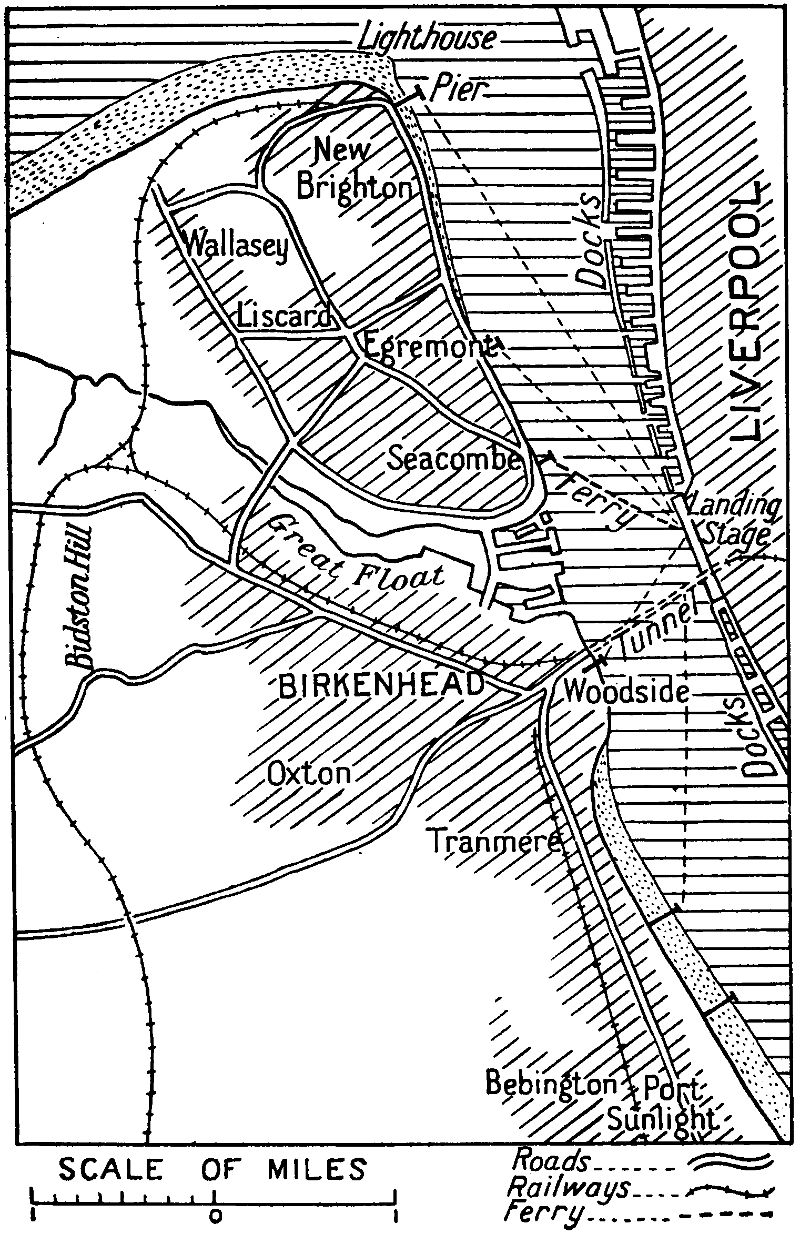 Lighthouse
Pier
New
Brighton
Docks
LIVERPOOL
Wallasey
Liscard
Egremont
Seacombe
Ferry
Landing
Stage
Great Float
Bidston Hill
Tunnel
BIRKENHEAD
Woodside
Docks
Oxton
Tranmere
Bebington
Port
Sunlight
SCALE OF MILES
1 0 1
Roads
Railways
Ferry